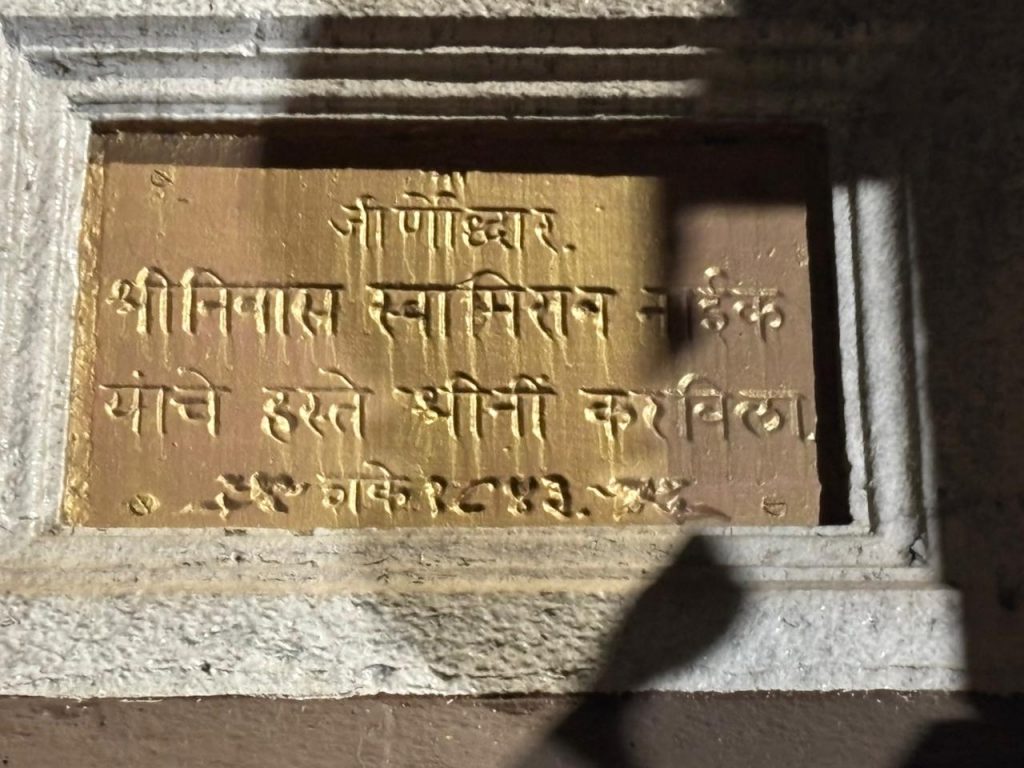 जीर्णोध्दार.
श्रीनिवास स्वामिराव नाईक
यांचे हस्ते श्रीनीं करविला.
शके १८४३.